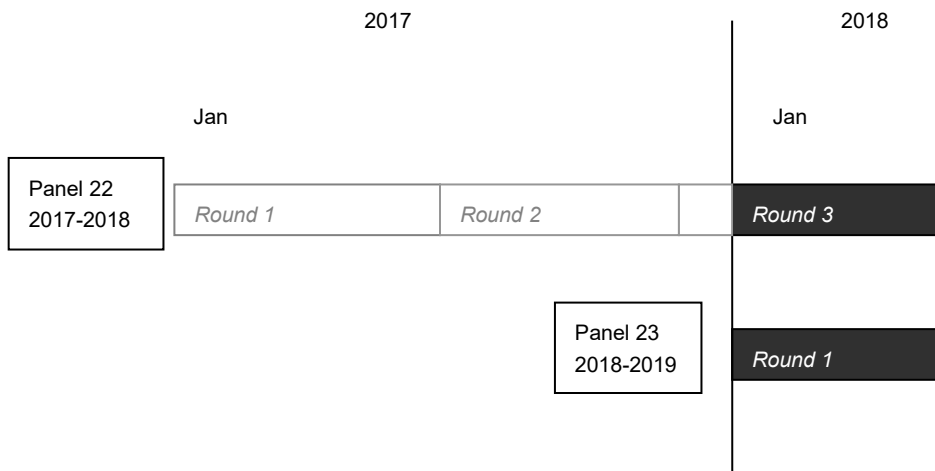 2017 2018
Jan Jan
Panel 22
2017-2018
Round 1 Round 2 Round 3
Panel 23
2018-2019
Round 1